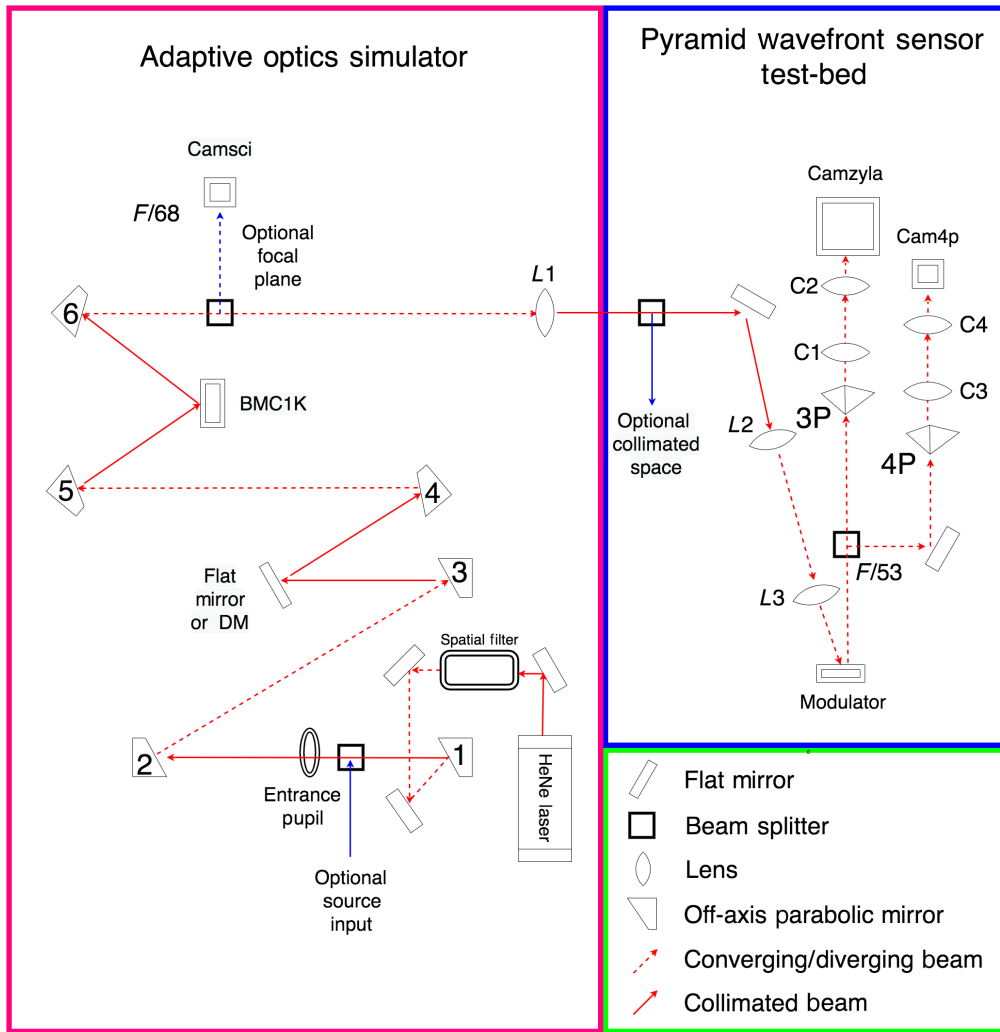 Adaptive optics simulator
Camsci
F/68
Optional
focal
plane
L1
6
BMC1K
5
4
Flat
mirror
or DM
3
Spatial filter
2
1
Entrance
pupil
HeNe laser
Optional
source
input
Pyramid wavefront sensor
test-bed
Camzyla
Cam4p
C2
C4
C1
C3
3P
4P
Optional
collimated
space
L2
F/53
L3
Modulator
Flat mirror
Beam splitter
Lens
Off-axis parabolic mirror
Converging/diverging beam
Collimated beam